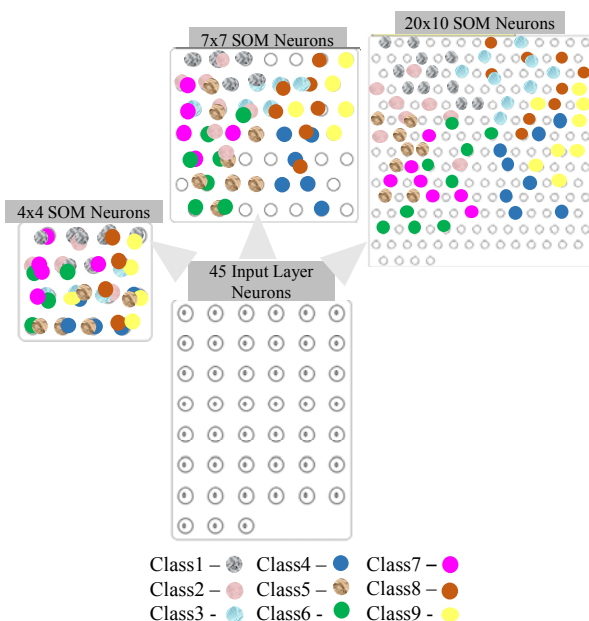 20x10 SOM Neurons
7x7 SOM Neurons
4x4 SOM Neurons
45 Input Layer
Neurons
Class1 – Class4 – Class7 –
Class2 - Class5 – Class8 –
Class3 - Class6 - Class9 -